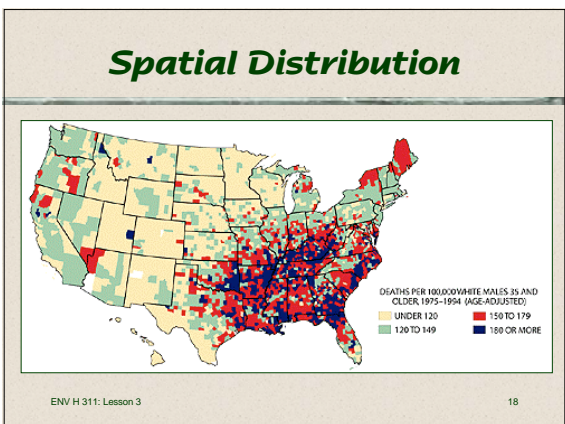 Spatial Distribution
DEATHS PER 100,000 WHITE MALES 35 AND
OLDER, 1975–1994 (AGE-ADJUSTED)
UNDER 120
150 TO 179
120 TO 149
180 OR MORE
ENV H 311: Lesson 3
18